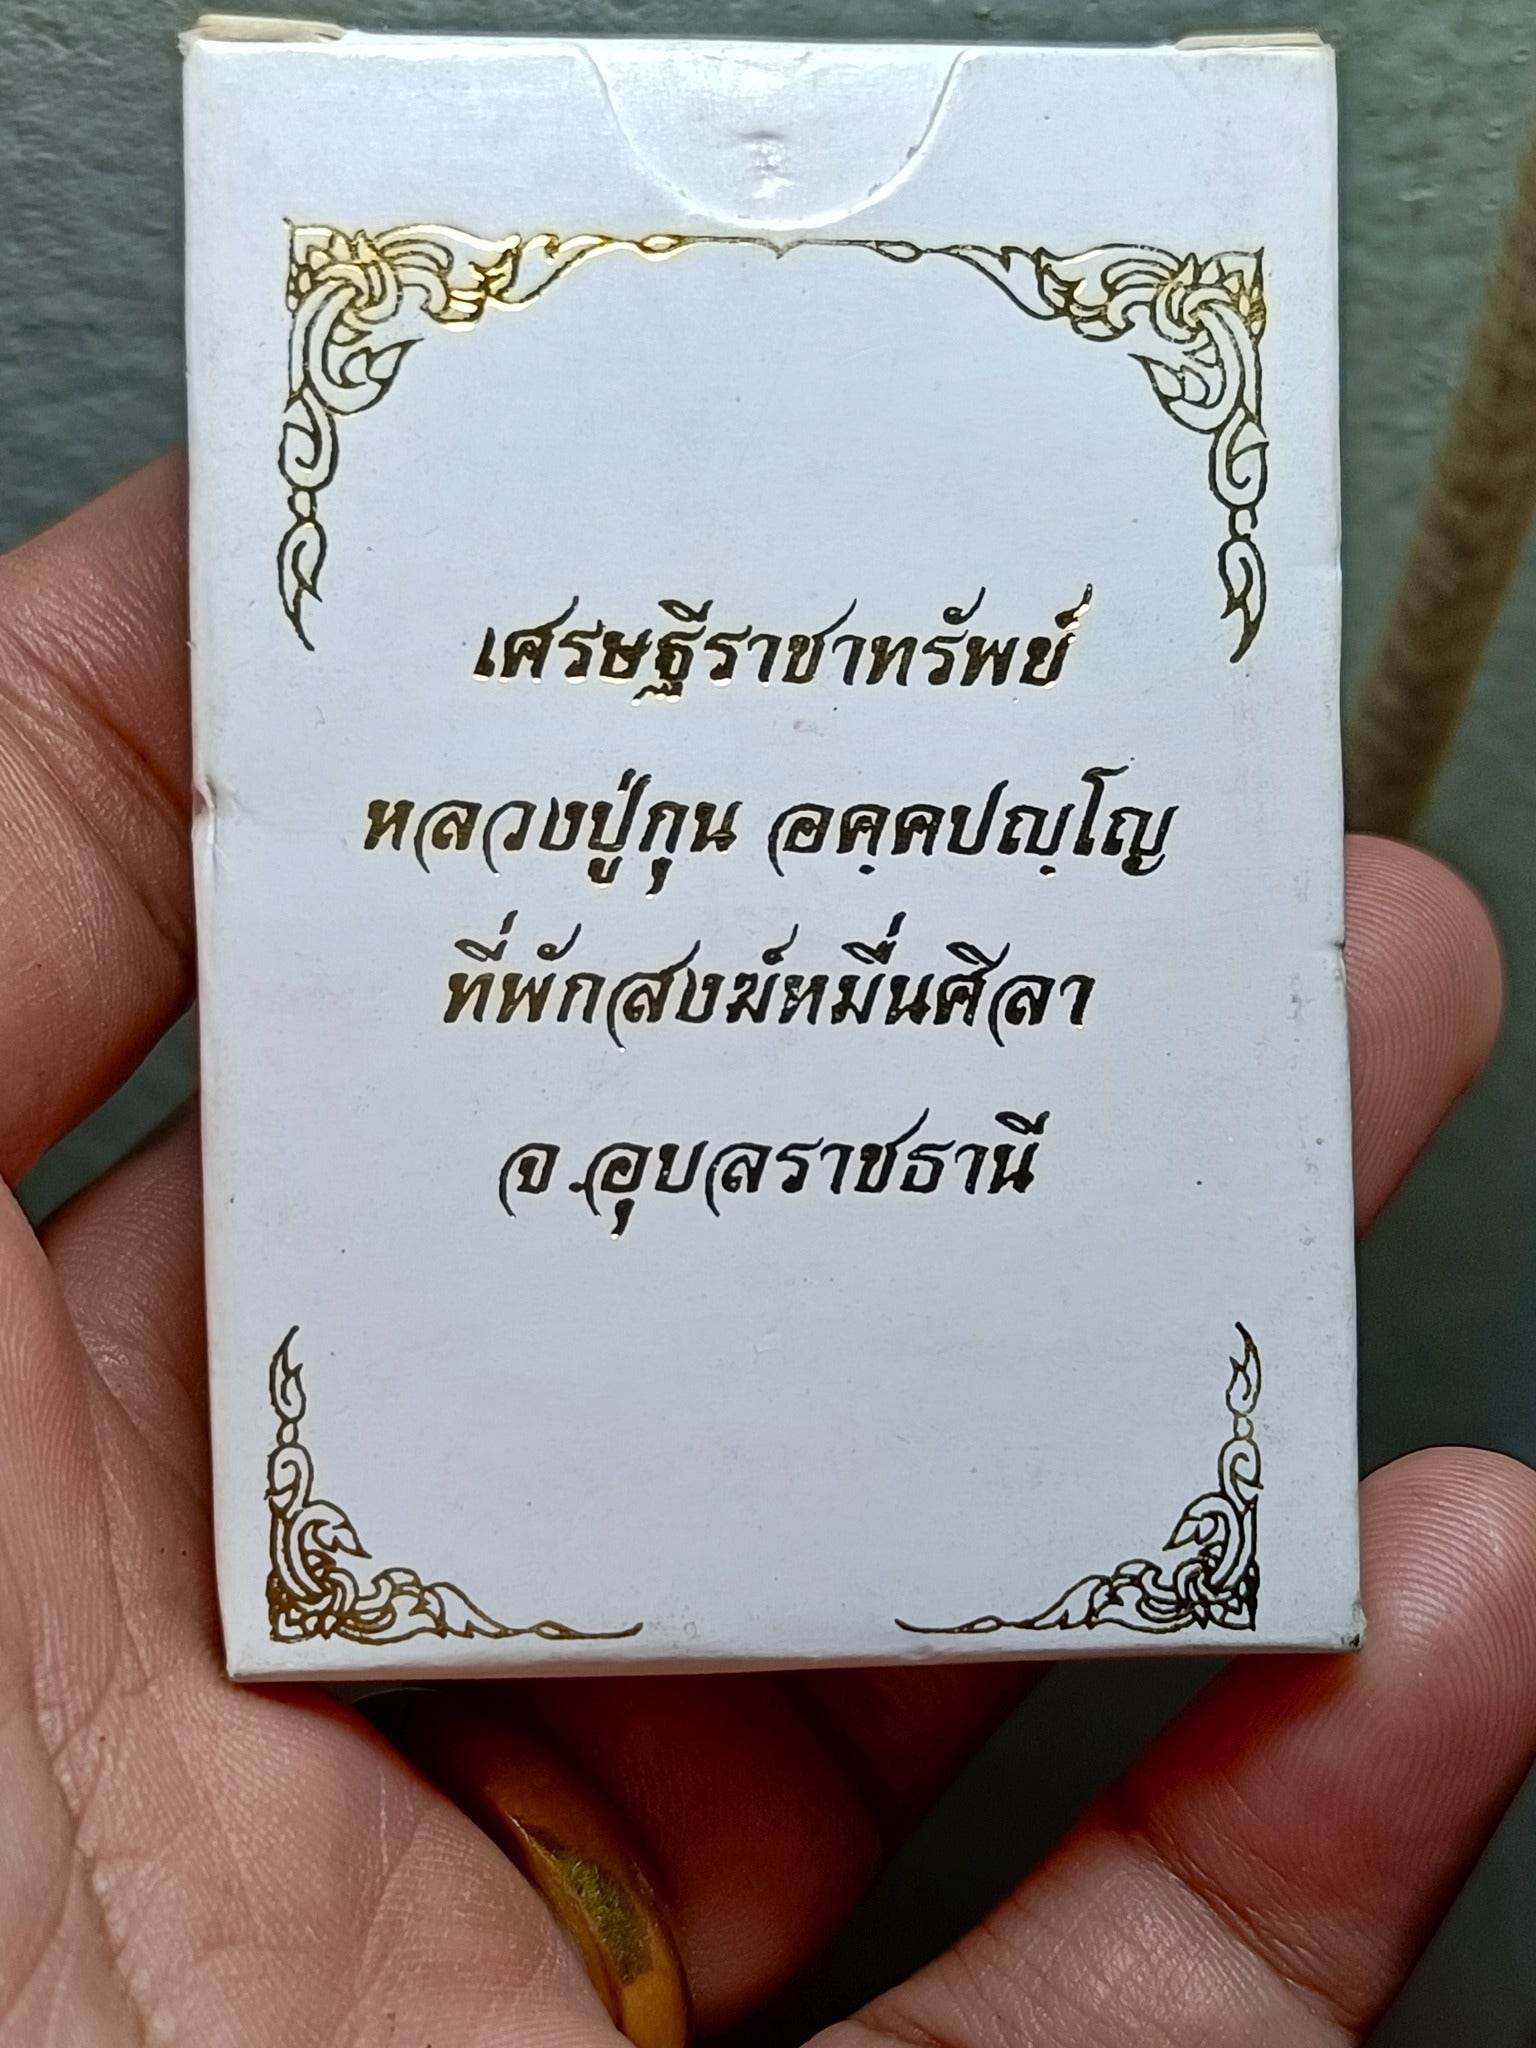 เศรษฐีราชาทรัพย์
หลวงปู่กุน อคฺคปญฺโญ
ที่พักสงฆ์หมื่นศิลา
จ.อุบลราชธานี